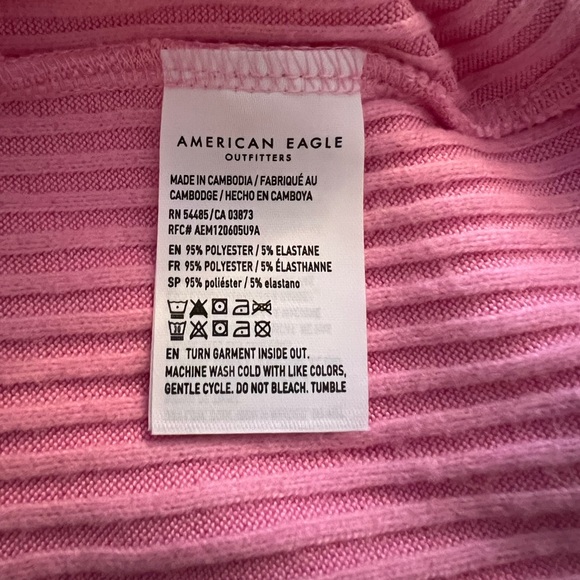 AMERICAN EAGLE
OUTFITTERS
MADE IN CAMBODIA / FABRIQUÉ AU
CAMBODGE / HECHO EN CAMBOYA
RN 54485/CA 03873
RFC# AEM120605U9A
EN 95% POLYESTER / 5% ELASTANE
FR 95% POLYESTER / 5% ÉLASTHANNE
SP 95% poliéster / 5% elastano
EN TURN GARMENT INSIDE OUT.
MACHINE WASH COLD WITH LIKE COLORS,
GENTLE CYCLE. DO NOT BLEACH. TUMBLE